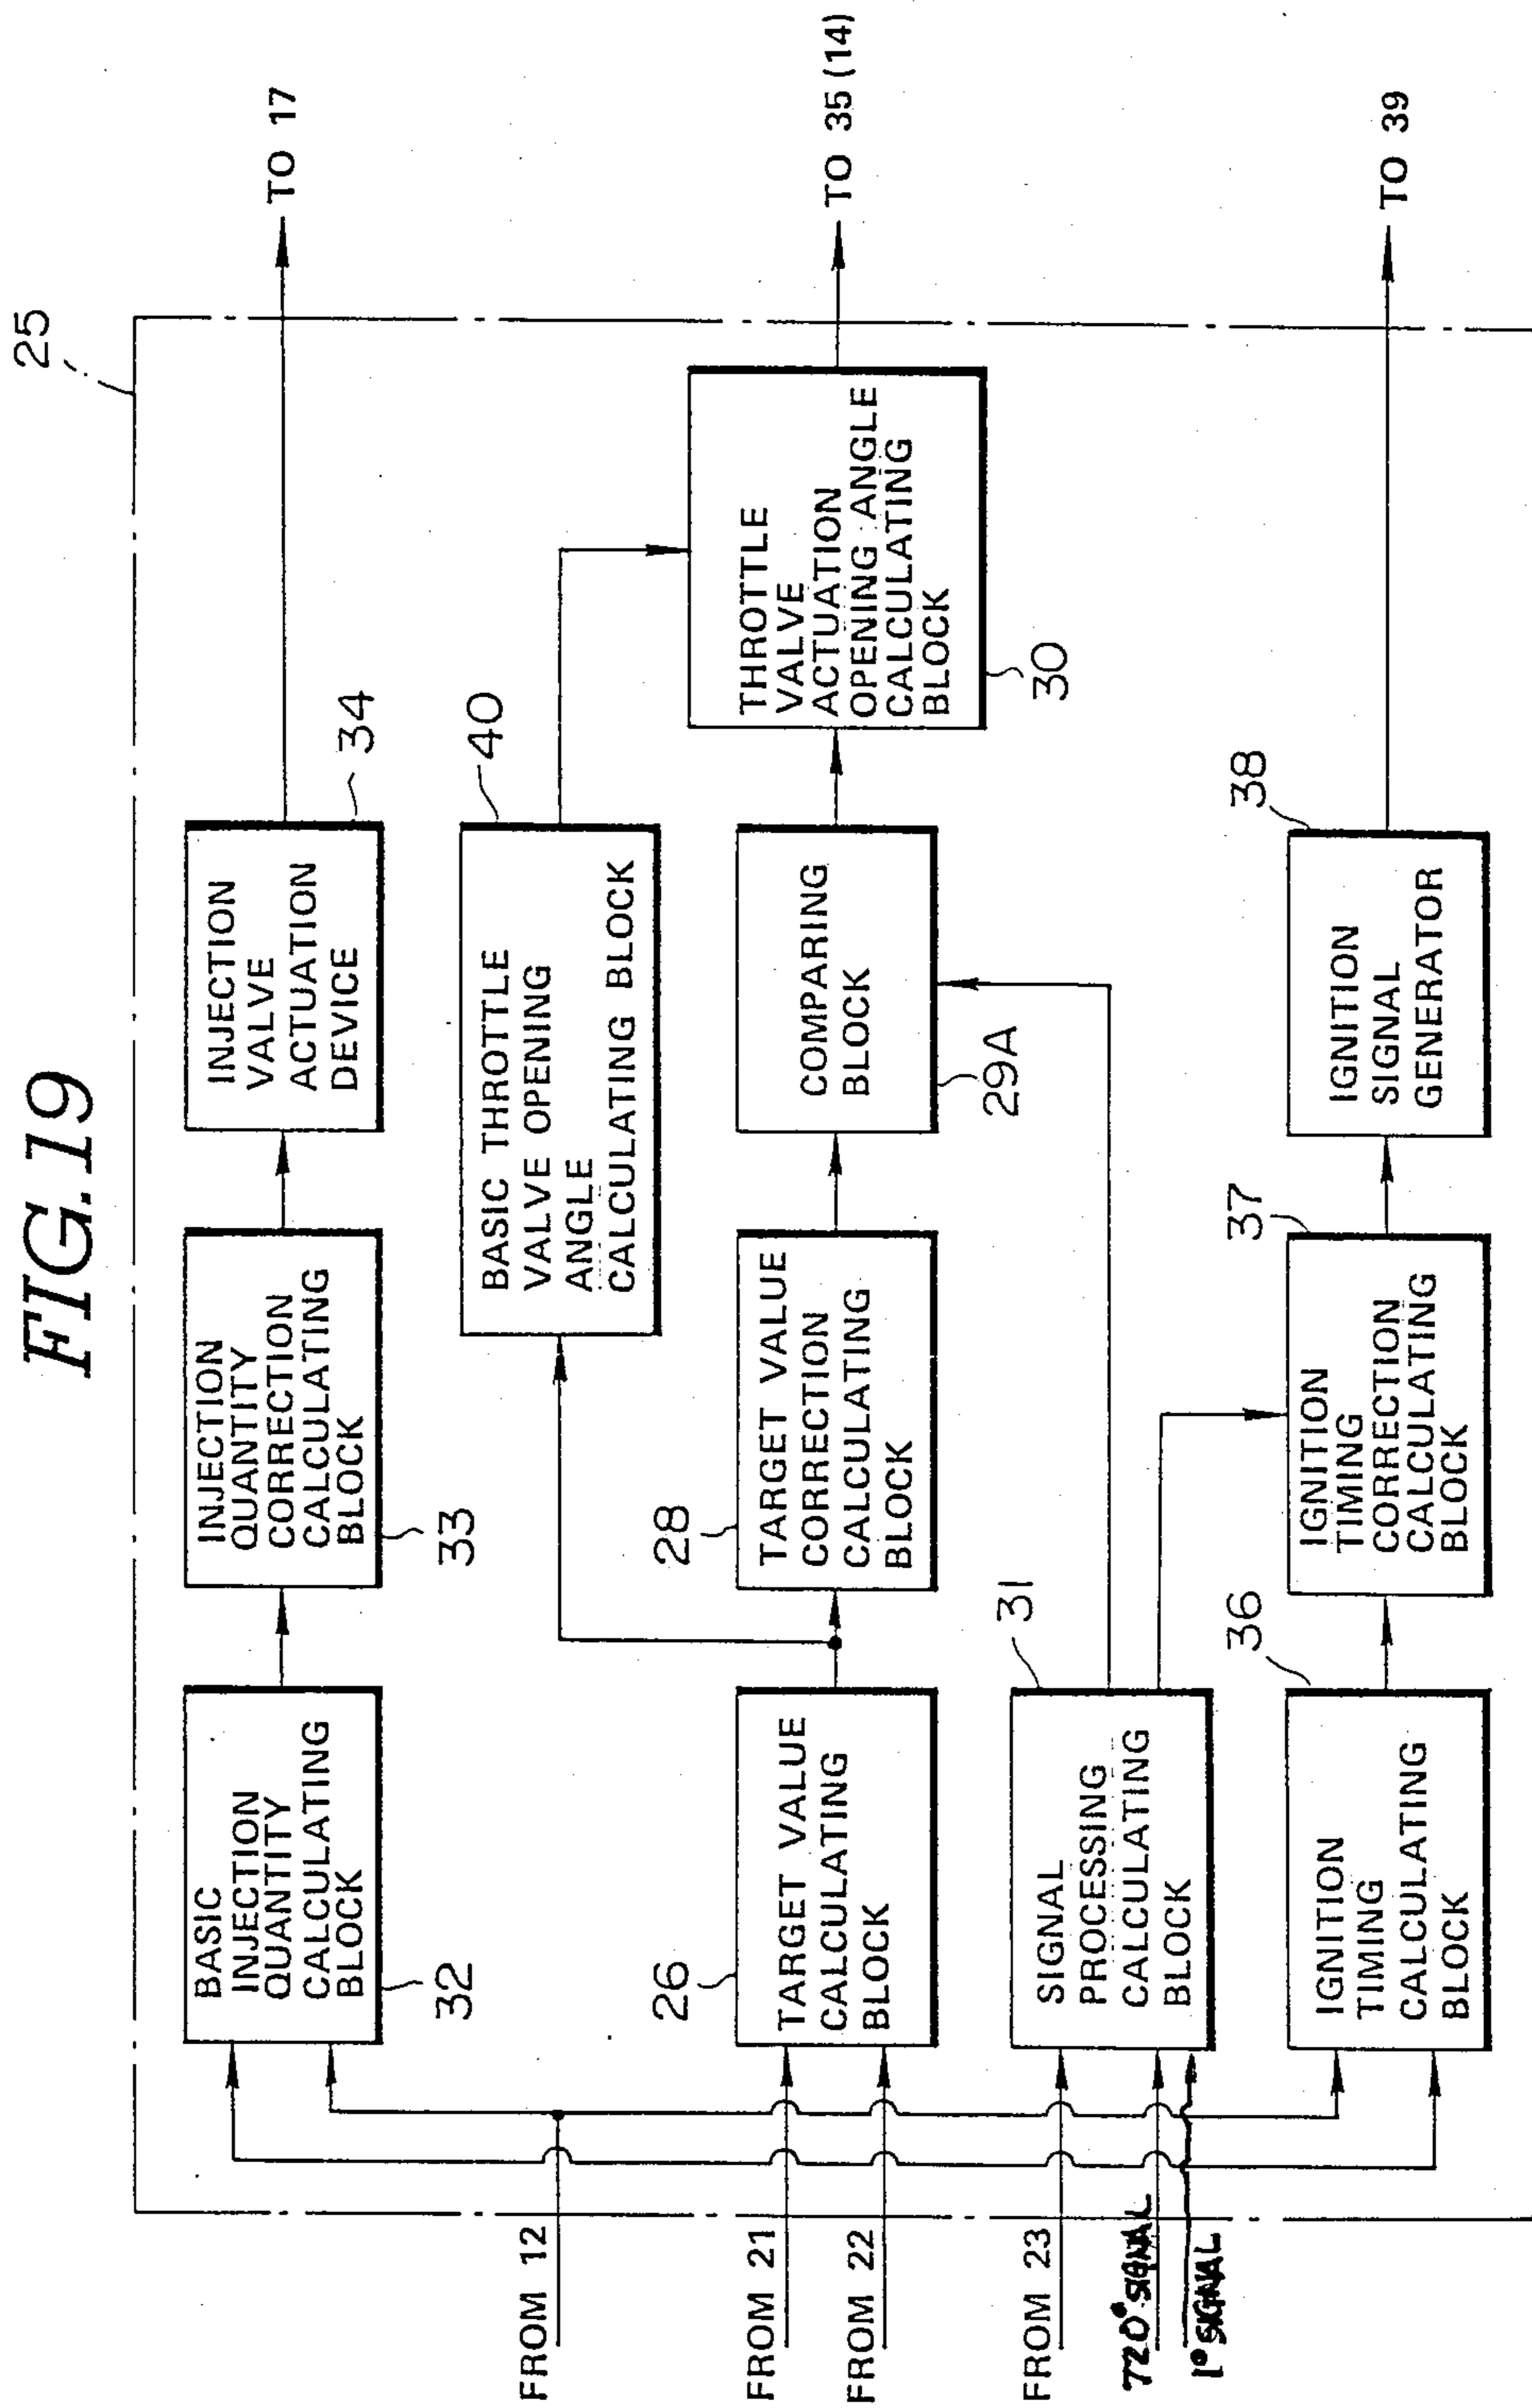 FIG.19
25
BASIC
INJECTION
QUANTITY
CALCULATING
BLOCK
32
INJECTION
QUANTITY
CORRECTION
CALCULATING
BLOCK
33
INJECTION
VALVE
ACTUATION
DEVICE
34
TO 17
FROM 12
BASIC THROTTLE
VALVE OPENING
ANGLE
CALCULATING BLOCK
40
FROM 21
FROM 22
26
TARGET VALUE
CALCULATING
BLOCK
28
TARGET VALUE
CORRECTION
CALCULATING
BLOCK
COMPARING
BLOCK
29A
THROTTLE
VALVE
ACTUATION
OPENING ANGLE
CALCULATING
BLOCK
30
TO 35 (14)
FROM 23
720° SIGNAL
1° SIGNAL
SIGNAL
PROCESSING
CALCULATING
BLOCK
31
IGNITION
TIMING
CALCULATING
BLOCK
36
IGNITION
TIMING
CORRECTION
CALCULATING
BLOCK
37
IGNITION
SIGNAL
GENERATOR
38
TO 39